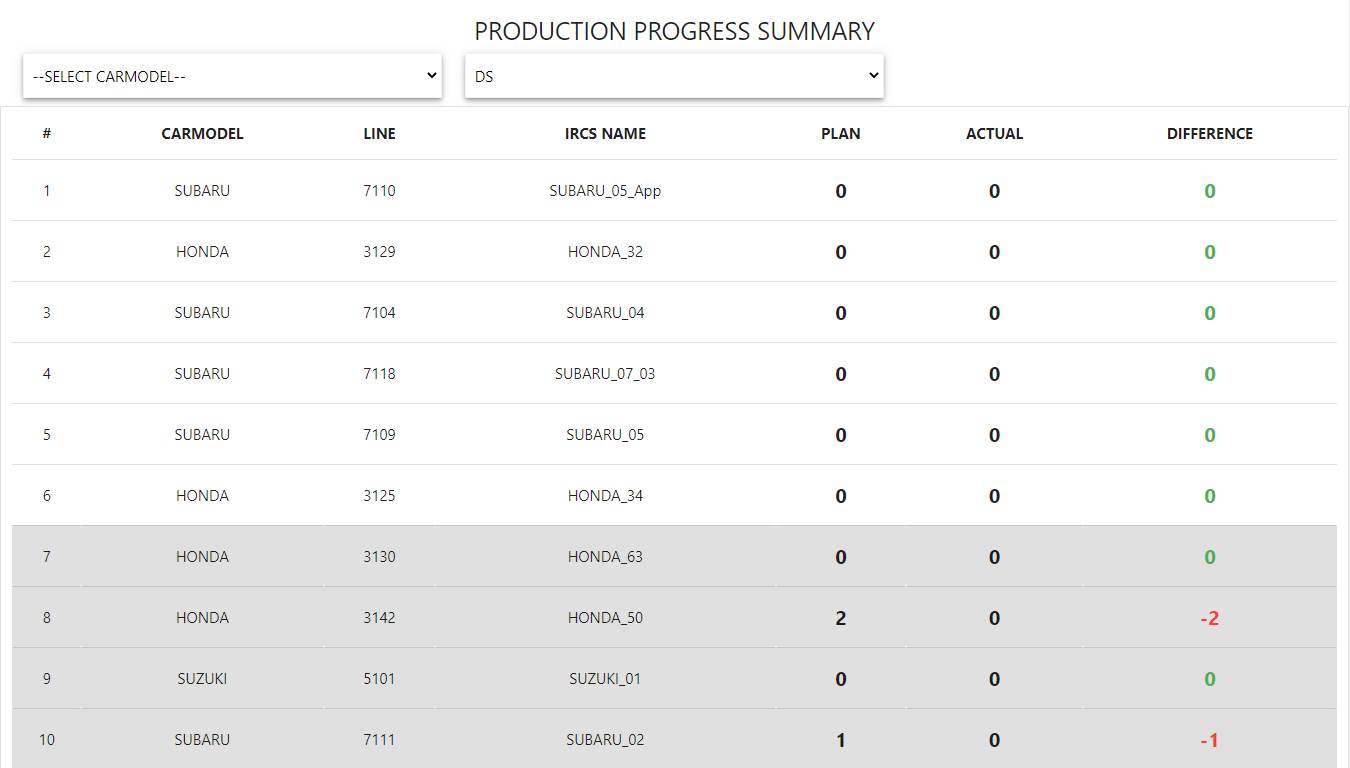 PRODUCTION PROGRESS SUMMARY
--SELECT CARMODEL-- DS
# CARMODEL LINE IRCS NAME PLAN ACTUAL DIFFERENCE
1 SUBARU 7110 SUBARU_05_App 0 0 0
2 HONDA 3129 HONDA_32 0 0 0
3 SUBARU 7104 SUBARU_04 0 0 0
4 SUBARU 7118 SUBARU_07_03 0 0 0
5 SUBARU 7109 SUBARU_05 0 0 0
6 HONDA 3125 HONDA_34 0 0 0
7 HONDA 3130 HONDA_63 0 0 0
8 HONDA 3142 HONDA_50 2 0 -2
9 SUZUKI 5101 SUZUKI_01 0 0 0
10 SUBARU 7111 SUBARU_02 1 0 -1